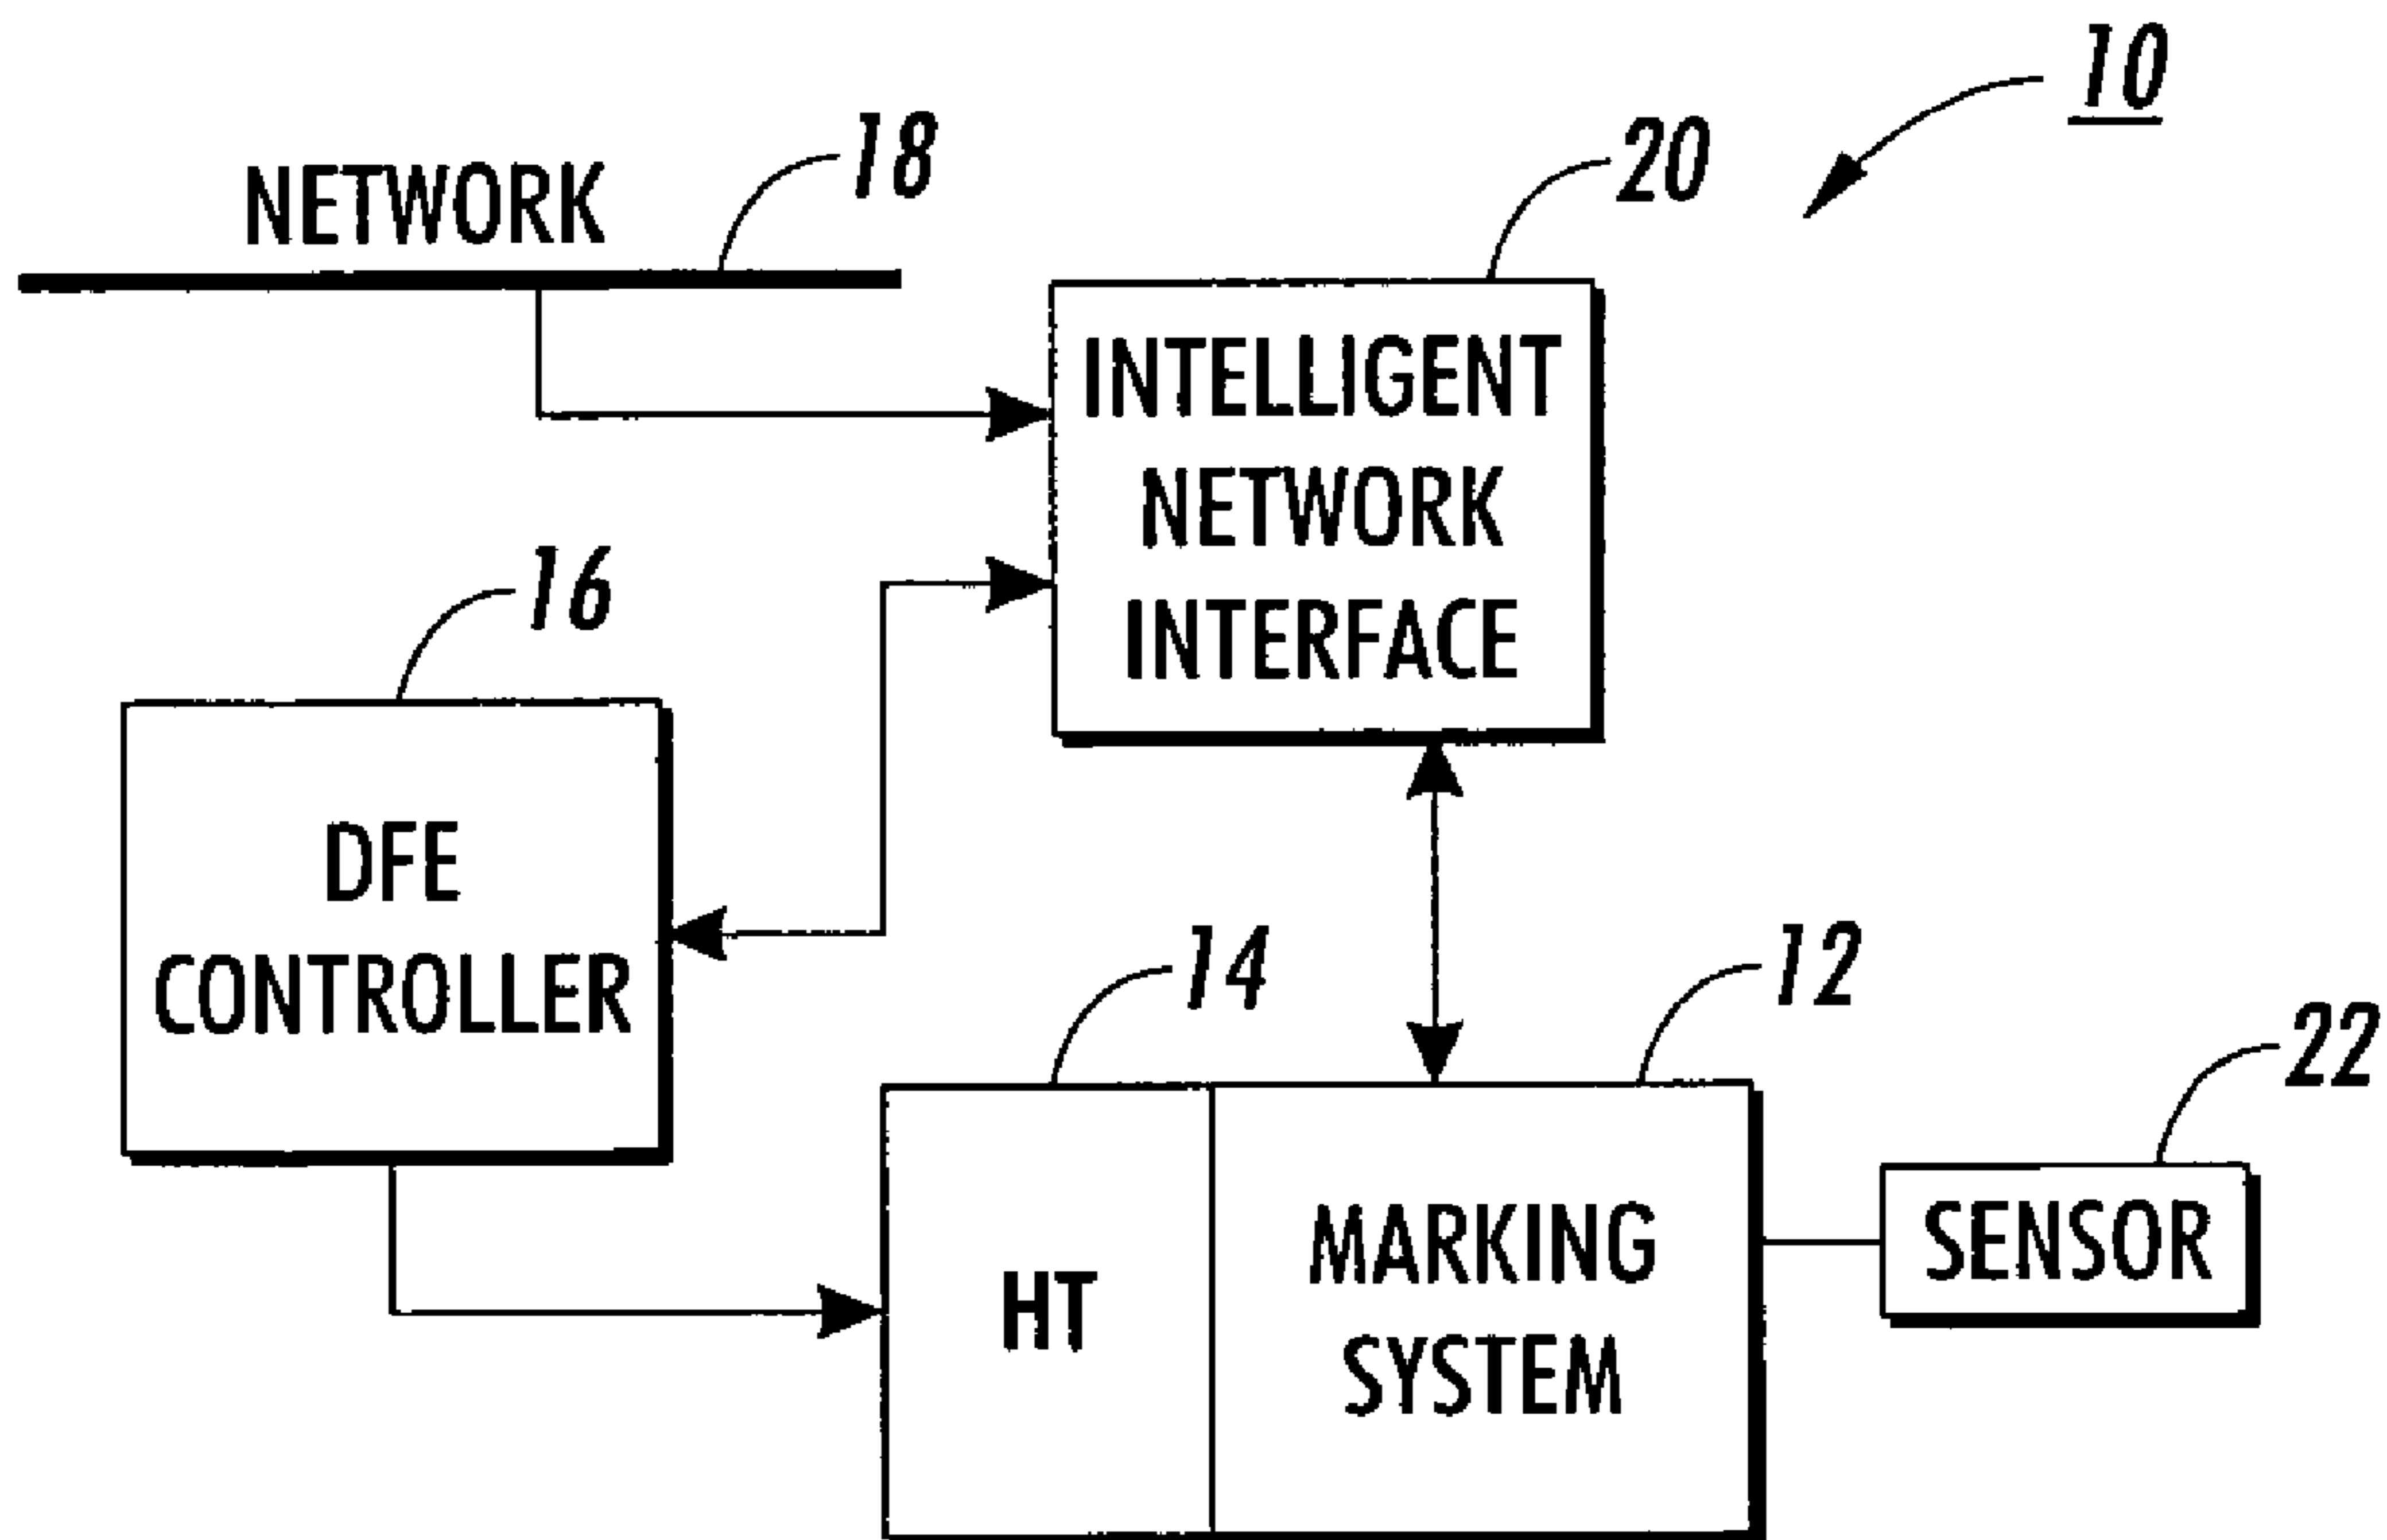 10
18
NETWORK
20
INTELLIGENT
NETWORK
INTERFACE
16
DFE
CONTROLLER
14
12
22
HT
MARKING
SYSTEM
SENSOR